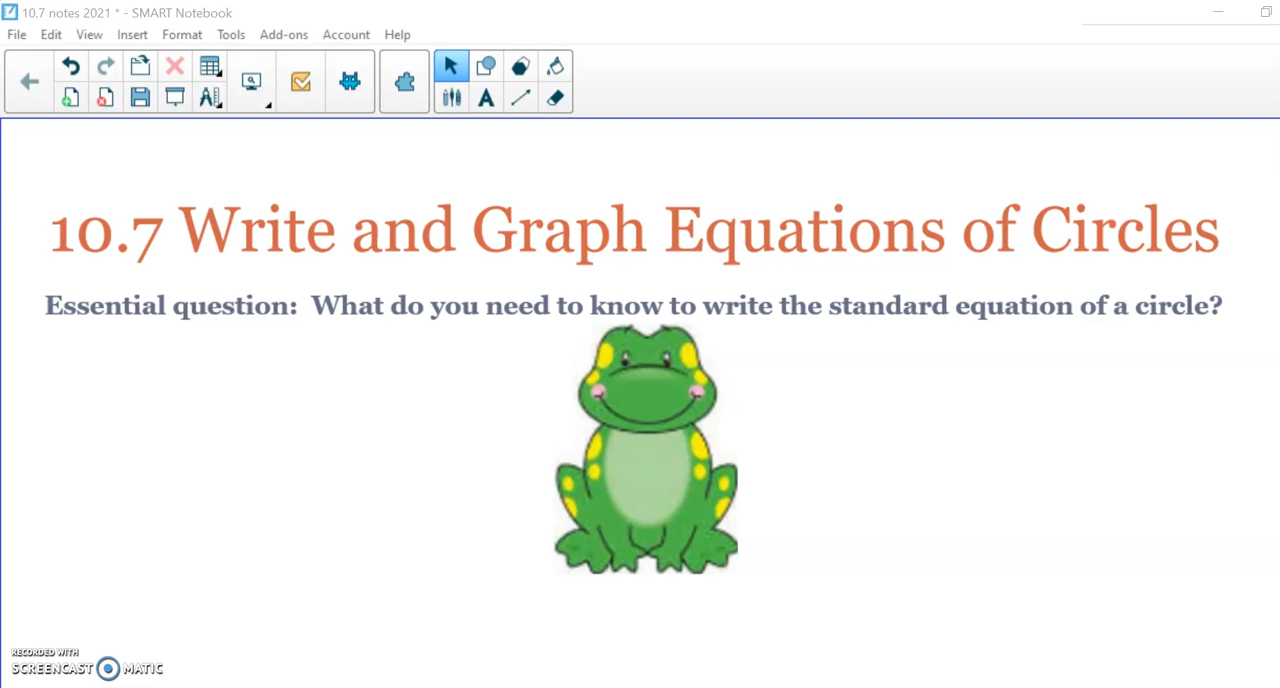 10.7 notes 2021 * - SMART Notebook
File Edit View Insert Format Tools Add-ons Account Help
10.7 Write and Graph Equations of Circles
Essential question: What do you need to know to write the standard equation of a circle?
RECORDED WITH
SCREENCAST MATIC